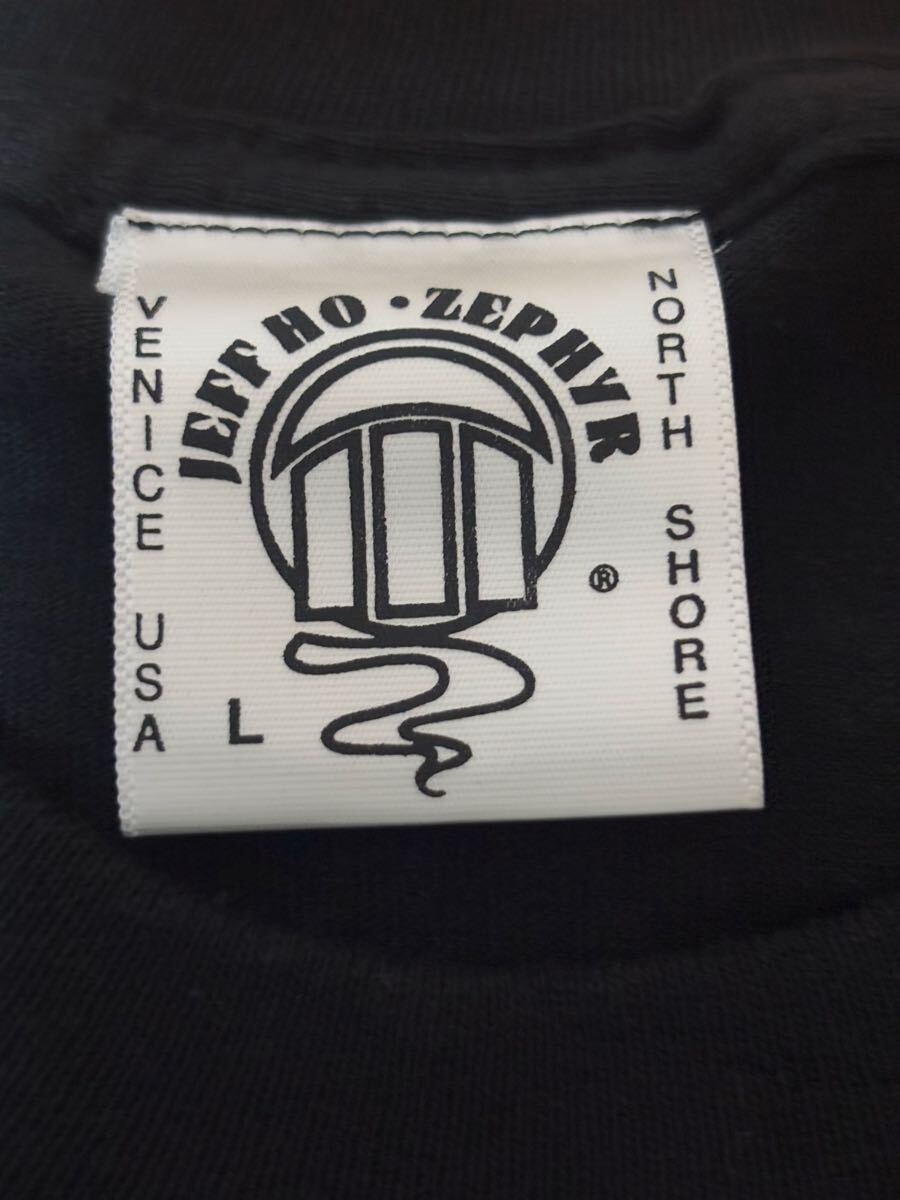 JEFF HO · ZEPHYR
VENICE USA
NORTH SHORE
®
L